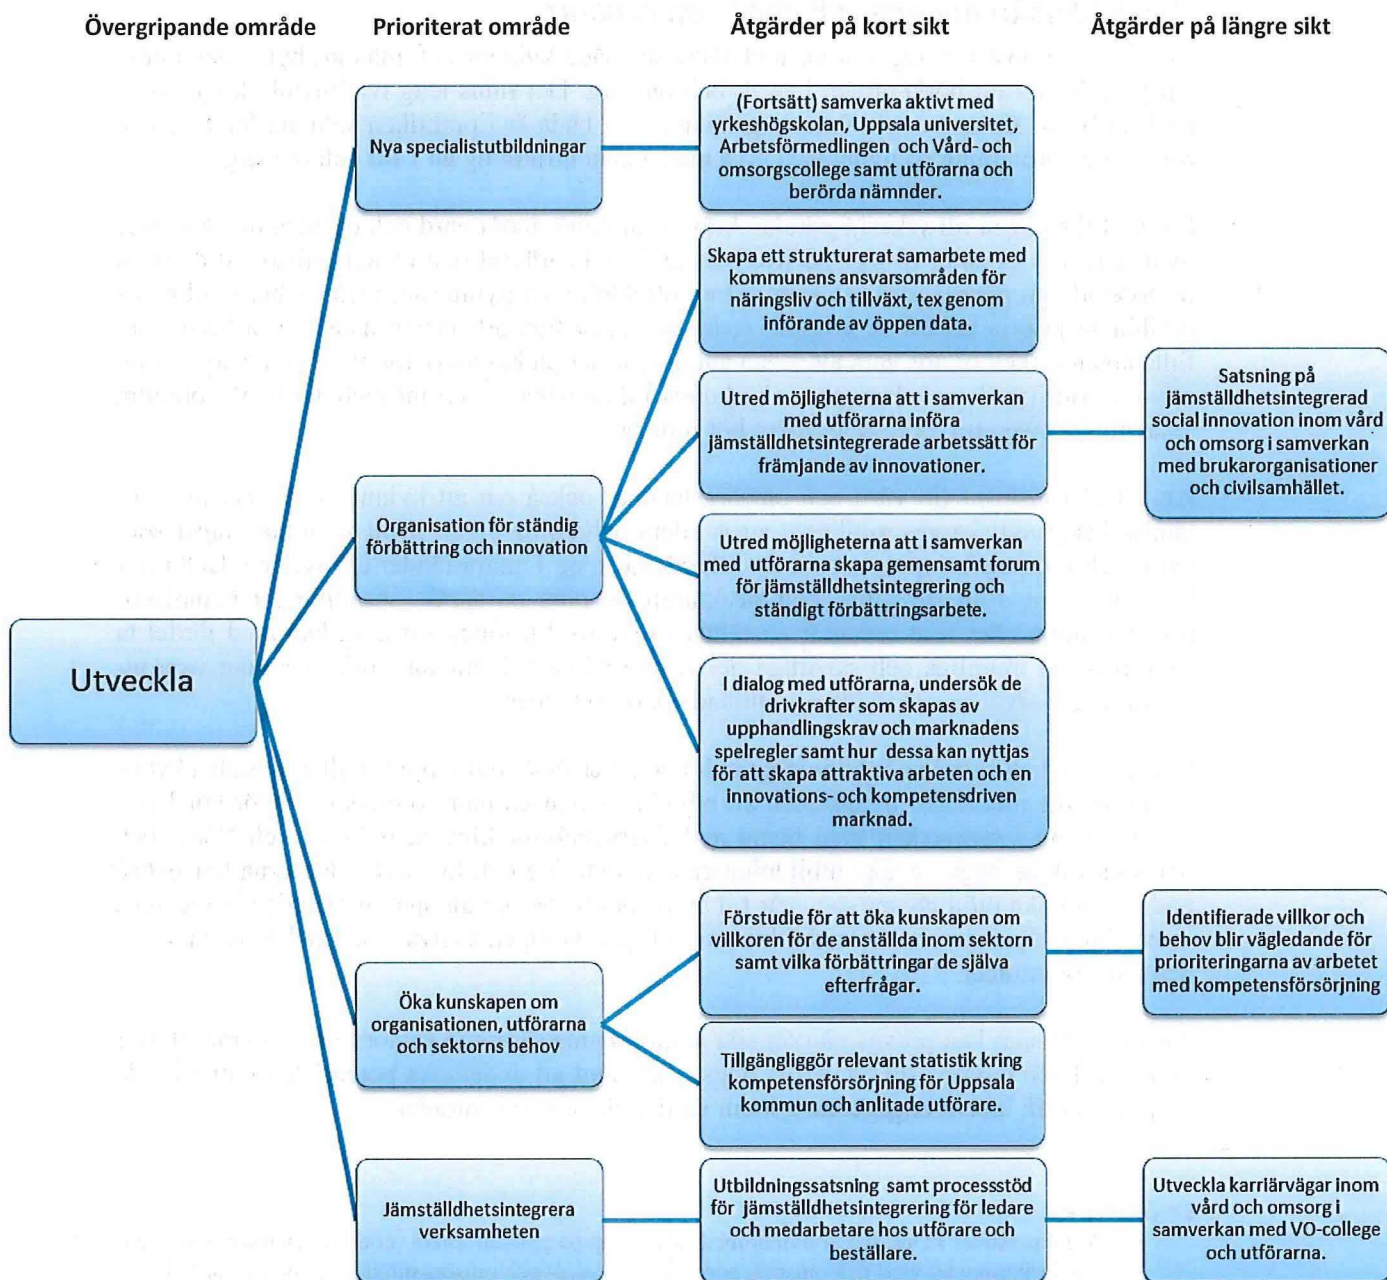 Övergripande område
Prioriterat område
Åtgärder på kort sikt
Åtgärder på längre sikt
Utveckla
Nya specialistutbildningar
(Fortsätt) samverka aktivt med
yrkeshögskolan, Uppsala universitet,
Arbetsförmedlingen och Vård- och
omsorgscollege samt utförarna och
berörda nämnder.
Organisation för ständig
förbättring och innovation
Skapa ett strukturerat samarbete med
kommunens ansvarsområden för
näringsliv och tillväxt, tex genom
införande av öppen data.
Utred möjligheterna att i samverkan
med utförarna införa
jämställdhetsintegrerade arbetssätt för
främjande av innovationer.
Satsning på
jämställdhetsintegrerad
social innovation inom vård
och omsorg i samverkan
med brukarorganisationer
och civilsamhället.
Utred möjligheterna att i samverkan
med utförarna skapa gemensamt forum
för jämställdhetsintegrering och
ständigt förbättringsarbete.
I dialog med utförarna, undersök de
drivkrafter som skapas av
upphandlingskrav och marknadens
spelregler samt hur dessa kan nyttjas
för att skapa attraktiva arbeten och en
innovations- och kompetensdriven
marknad.
Öka kunskapen om
organisationen, utförarna
och sektorns behov
Förstudie för att öka kunskapen om
villkoren för de anställda inom sektorn
samt vilka förbättringar de själva
efterfrågar.
Identifierade villkor och
behov blir vägledande för
prioriteringarna av arbetet
med kompetensförsörjning
Tillgängliggör relevant statistik kring
kompetensförsörjning för Uppsala
kommun och anlitade utförare.
Jämställdhetsintegrera
verksamheten
Utbildningssatsning samt processstöd
för jämställdhetsintegrering för ledare
och medarbetare hos utförare och
beställare.
Utveckla karriärvägar inom
vård och omsorg i
samverkan med VO-college
och utförarna.